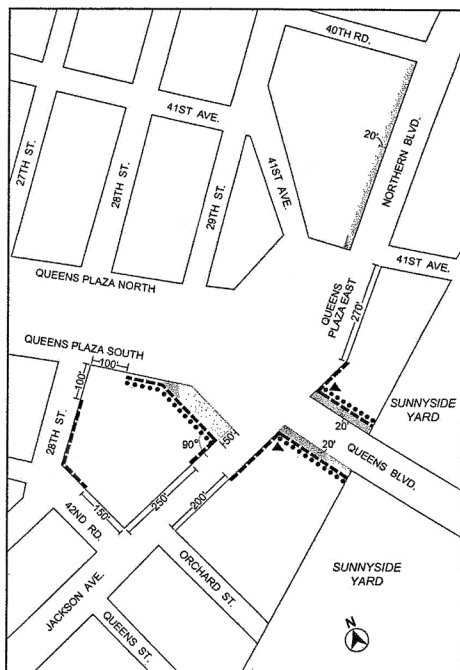 40TH RD.
41ST AVE.
27TH ST.
28TH ST.
29TH ST.
41ST AVE.
20'
NORTHERN BLVD.
41ST AVE.
QUEENS PLAZA NORTH
QUEENS
PLAZA EAST
270'
QUEENS PLAZA SOUTH
100'
100'
28TH ST.
90°
50'
SUNNYSIDE
YARD
20'
20'
QUEENS BLVD.
150'
250'
200'
42ND RD.
JACKSON AVE.
ORCHARD ST.
QUEENS ST.
SUNNYSIDE
YARD
N